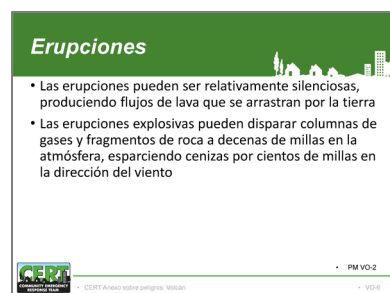 Erupciones
• Las erupciones pueden ser relativamente silenciosas,
produciendo flujos de lava que se arrastran por la tierra
• Las erupciones explosivas pueden disparar columnas de
gases y fragmentos de roca a decenas de millas en la
atmósfera, esparciendo cenizas por cientos de millas en
la dirección del viento
• PM VO-2
CERT
COMMUNITY EMERGENCY
RESPONSE TEAM
• CERT Anexo sobre peligros: Volcán
• VO-6